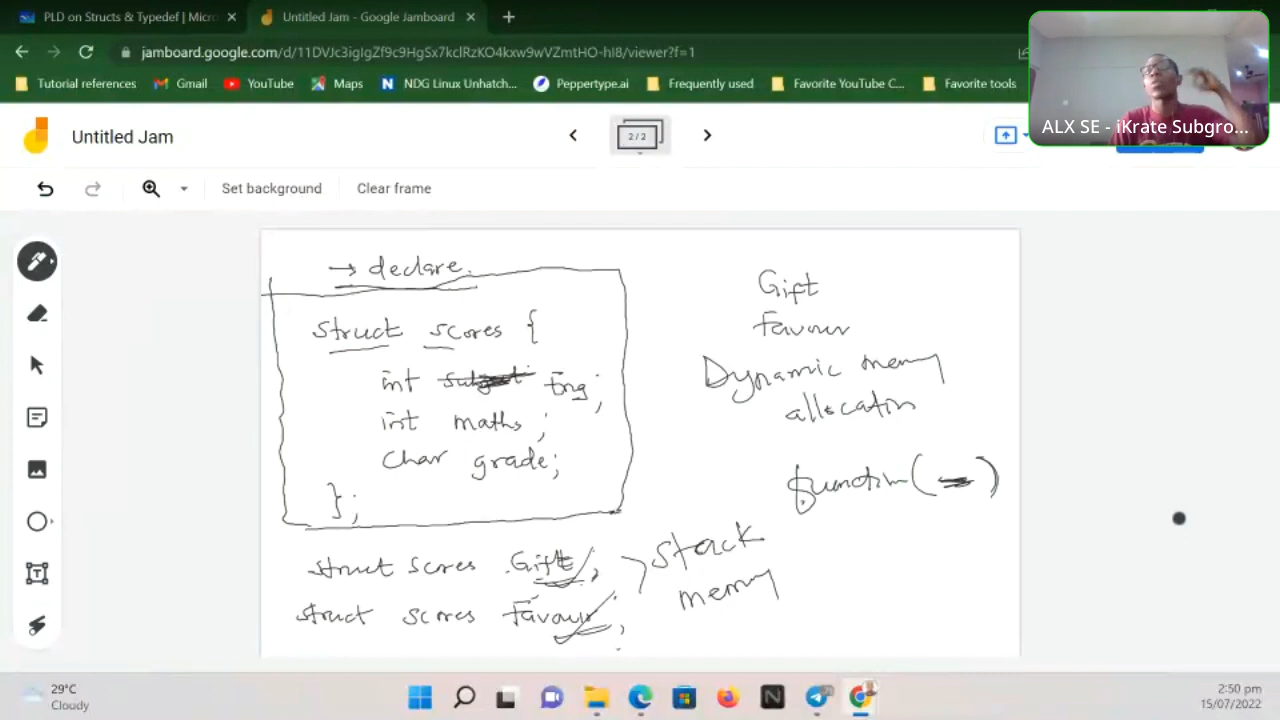 PLD on Structs & Typedef | Micro
Untitled Jam - Google Jamboard
jamboard.google.com/d/11DVJc3igIgZf9c9HgSx7kclRzKO4kxw9wVZmtHO-hI8/viewer?f=1
Tutorial references
Gmail
YouTube
Maps
NDG Linux Unhatch...
Peppertype.ai
Frequently used
Favorite YouTube C...
Favorite tools
ALX SE - iKrate Subgro...
Untitled Jam
2/2
Set background
Clear frame
→ declare.
struct scores {
int Eng;
int maths;
char grade;
};
struct scores Gift;
struct scores Favour;
stack
memory
Gift
Favour
Dynamic memory
allocation
function( )
29°C
Cloudy
2:50 pm
15/07/2022